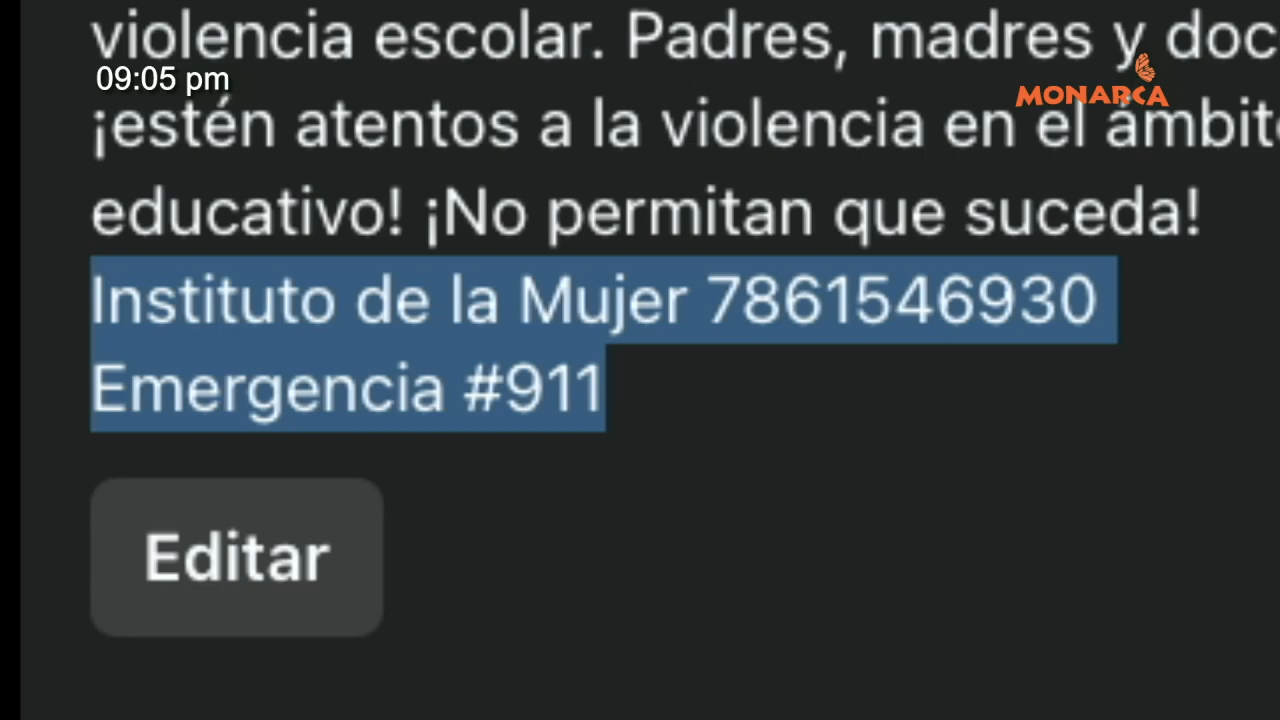 violencia escolar. Padres, madres y doc
09:05 pm
MONARCA
¡estén atentos a la violencia en el ámbito
educativo! ¡No permitan que suceda!
Instituto de la Mujer 7861546930
Emergencia #911
Editar